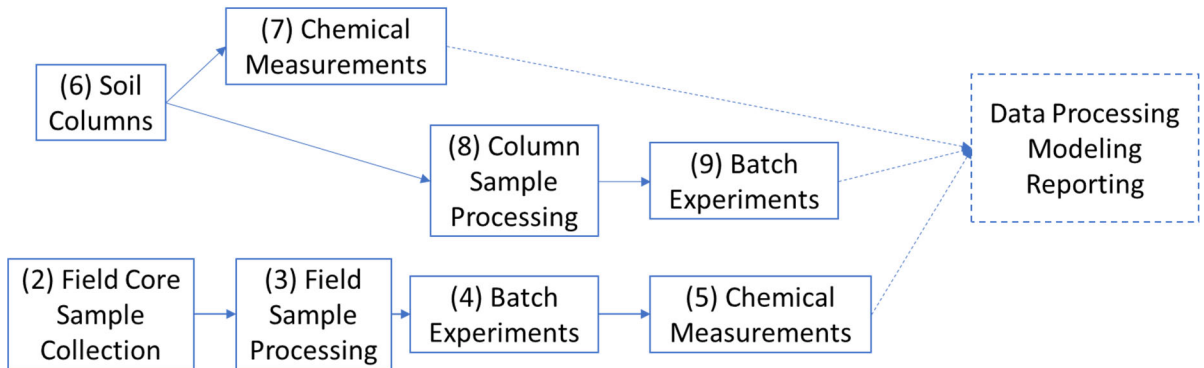 (7) Chemical
Measurements
(6) Soil
Columns
Data Processing
Modeling
Reporting
(8) Column
Sample
Processing
(9) Batch
Experiments
(2) Field Core
Sample
Collection
(3) Field
Sample
Processing
(4) Batch
Experiments
(5) Chemical
Measurements